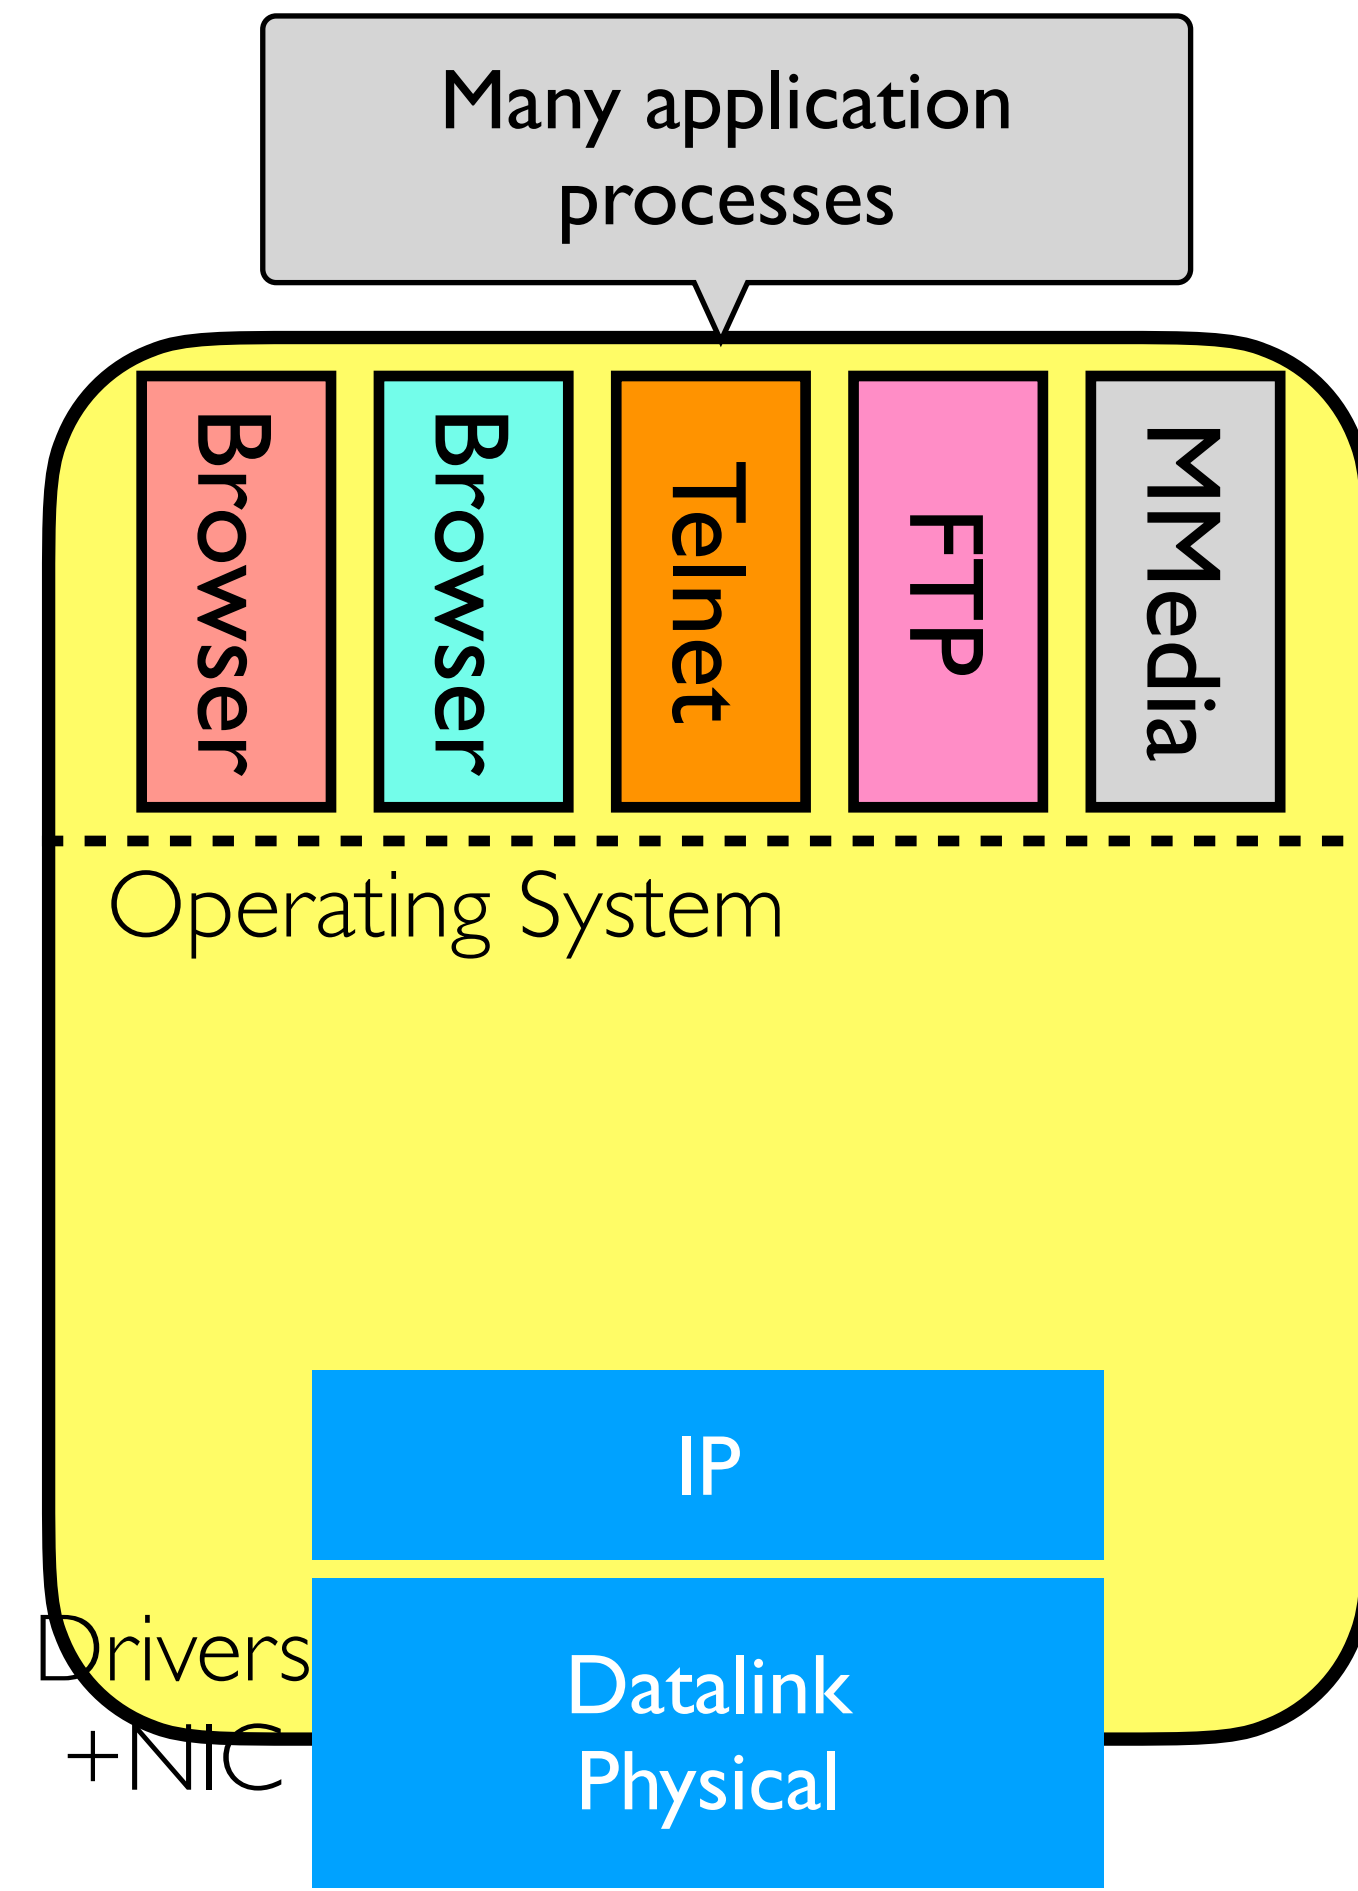 Many application
processes
Browser
Browser
Telnet
FTP
MMedia
Operating System
IP
Drivers
+NIC
Datalink
Physical